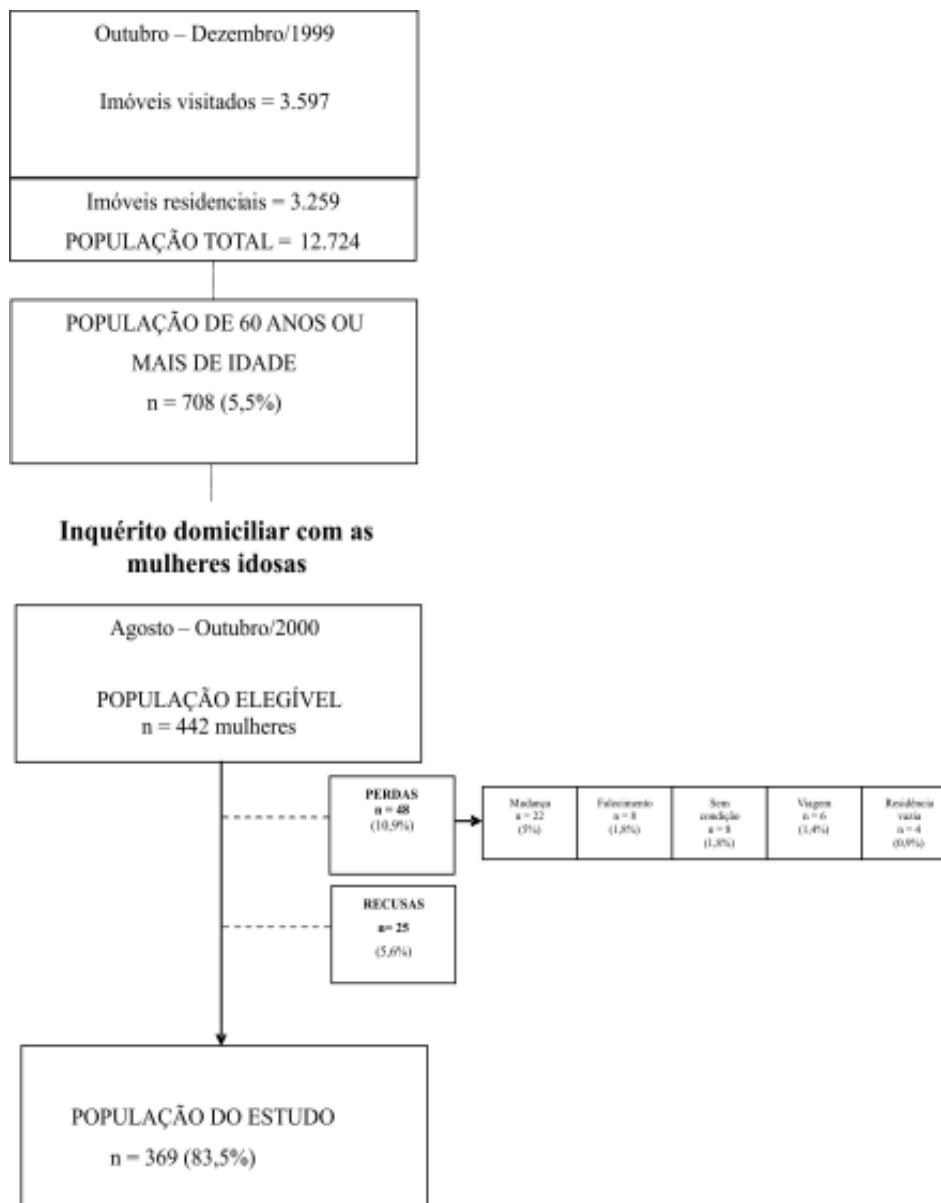 Outubro – Dezembro/1999
Imóveis visitados = 3.597
Imóveis residenciais = 3.259
POPULAÇÃO TOTAL = 12.724
POPULAÇÃO DE 60 ANOS OU
MAIS DE IDADE
n = 708 (5,5%)
Inquérito domiciliar com as
mulheres idosas
Agosto – Outubro/2000
POPULAÇÃO ELEGÍVEL
n = 442 mulheres
PERDAS
n = 48
(10,9%)
Mudança
n = 22
(5%)
Falecimento
n = 8
(1,8%)
Sem
condição
n = 8
(1,8%)
Viagem
n = 6
(1,4%)
Residência
vazia
n = 4
(0,9%)
RECUSAS
n= 25
(5,6%)
POPULAÇÃO DO ESTUDO
n = 369 (83,5%)